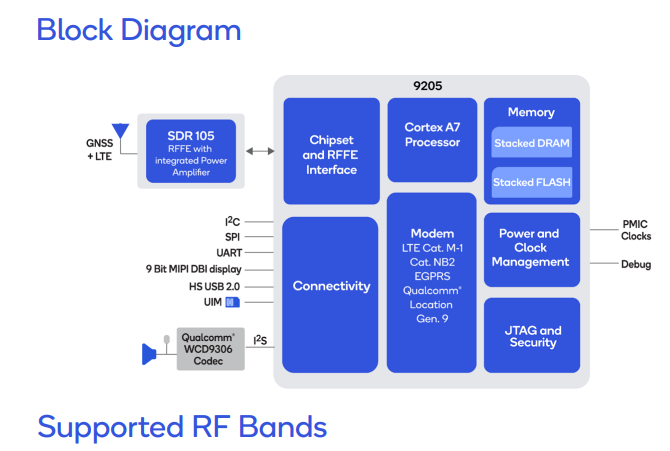 Block Diagram
9205
GNSS
+ LTE
SDR 105
RFFE with
integrated Power
Amplifier
Chipset
and RFFE
Interface
Cortex A7
Processor
Memory
Stacked DRAM
Stacked FLASH
I²C
SPI
UART
9 Bit MIPI DBI display
HS USB 2.0
UIM
Qualcomm®
WCD9306
Codec
I²S
Connectivity
Modem
LTE Cat. M-1
Cat. NB2
EGPRS
Qualcomm®
Location
Gen. 9
Power and
Clock
Management
JTAG and
Security
PMIC
Clocks
Debug
Supported RF Bands